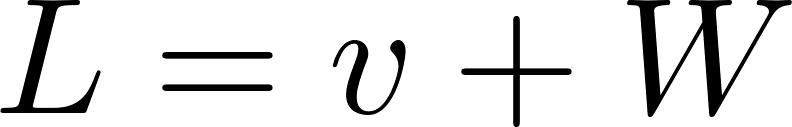 L = v + W